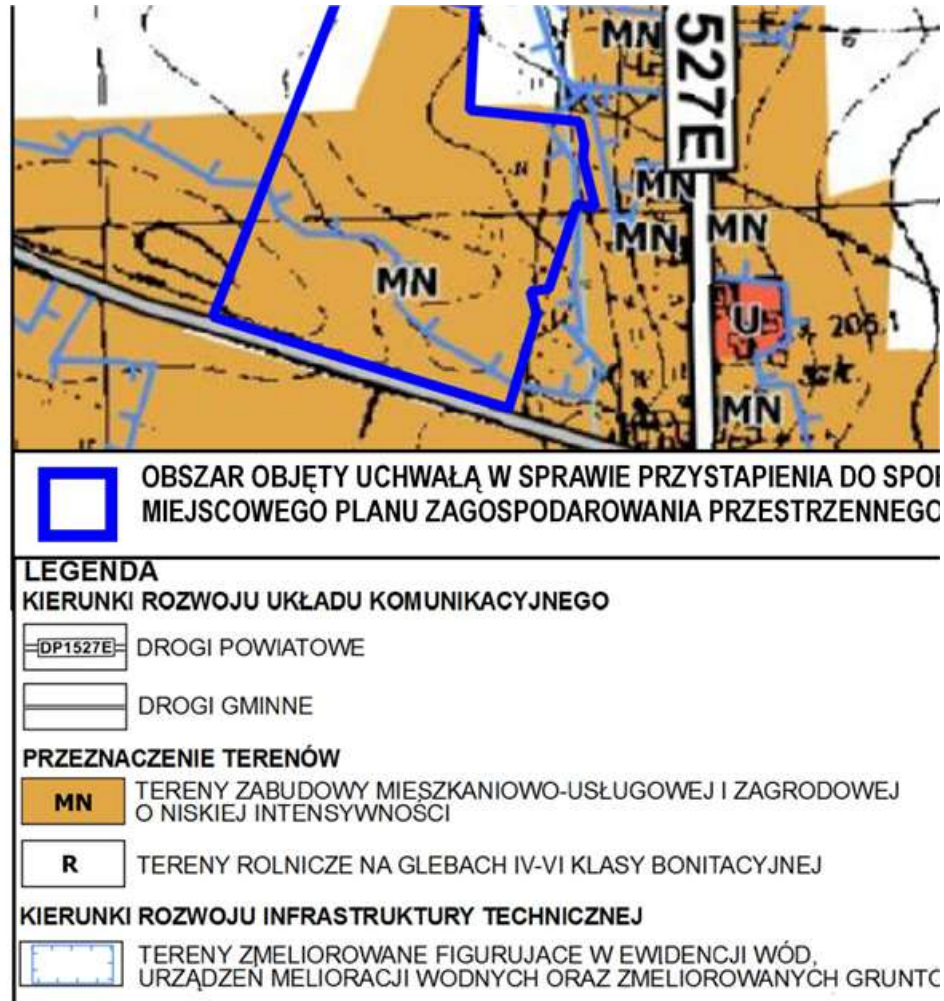 MN
527E
MN
MN
MN
MN
U
205.1
MN
OBSZAR OBJĘTY UCHWAŁĄ W SPRAWIE PRZYSTAPIENIA DO
MIEJSCOWEGO PLANU ZAGOSPODAROWANIA PRZESTRZENNEGO
LEGENDA
KIERUNKI ROZWOJU UKŁADU KOMUNIKACYJNEGO
DP1527E DROGI POWIATOWE
DROGI GMINNE
PRZEZNACZENIE TERENÓW
MN TERENY ZABUDOWY MIESZKANIOWO-USŁUGOWEJ I ZAGRODOWEJ
O NISKIEJ INTENSYWNOŚCI
R TERENY ROLNICZE NA GLEBACH IV-VI KLASY BONITACYJNEJ
KIERUNKI ROZWOJU INFRASTRUKTURY TECHNICZNEJ
TERENY ZMELIOROWANE FIGURUJACE W EWIDENCJI WÓD,
URZĄDZEŃ MELIORACJI WODNYCH ORAZ ZMELIOROWANYCH GRUNTÓ